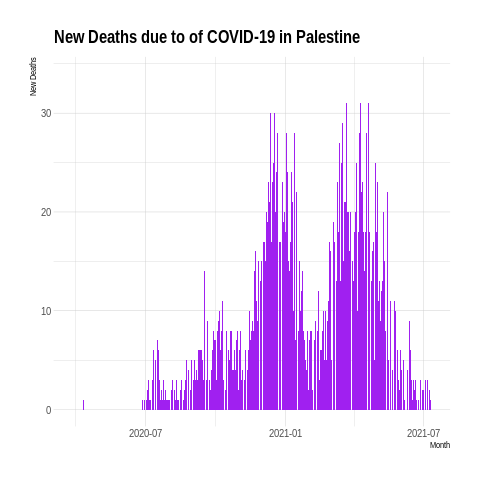 New Deaths due to of COVID-19 in Palestine
New Deaths
30
20
10
0
2020-07
2021-01
2021-07
Month